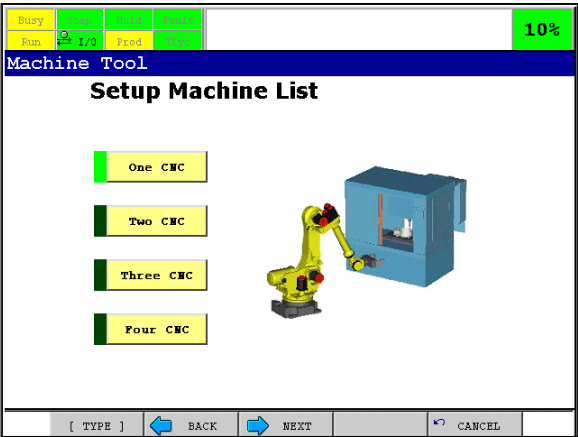 Busy Step Hold Fault
Run I/O Prod TCyc
10%
Machine Tool
Setup Machine List
One CNC
Two CNC
Three CNC
Four CNC
[ TYPE ] BACK NEXT CANCEL